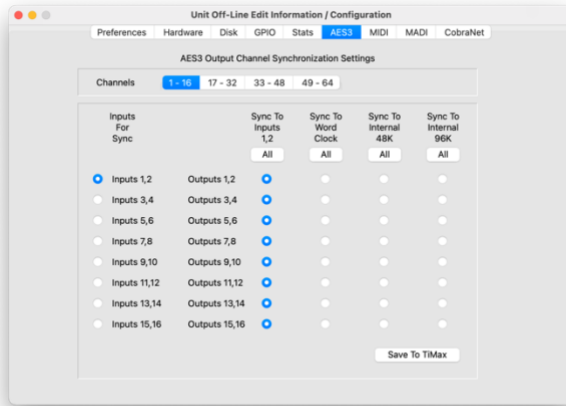 Unit Off-Line Edit Information / Configuration
Preferences Hardware Disk GPIO Stats AES3 MIDI MADI CobraNet
AES3 Output Channel Synchronization Settings
Channels 1 - 16 17 - 32 33 - 48 49 - 64
Inputs Sync To Sync To Sync To Sync To
For Inputs Word Internal Internal
Sync 1,2 Clock 48K 96K
All All All All
Inputs 1,2 Outputs 1,2
Inputs 3,4 Outputs 3,4
Inputs 5,6 Outputs 5,6
Inputs 7,8 Outputs 7,8
Inputs 9,10 Outputs 9,10
Inputs 11,12 Outputs 11,12
Inputs 13,14 Outputs 13,14
Inputs 15,16 Outputs 15,16
Save To TiMax